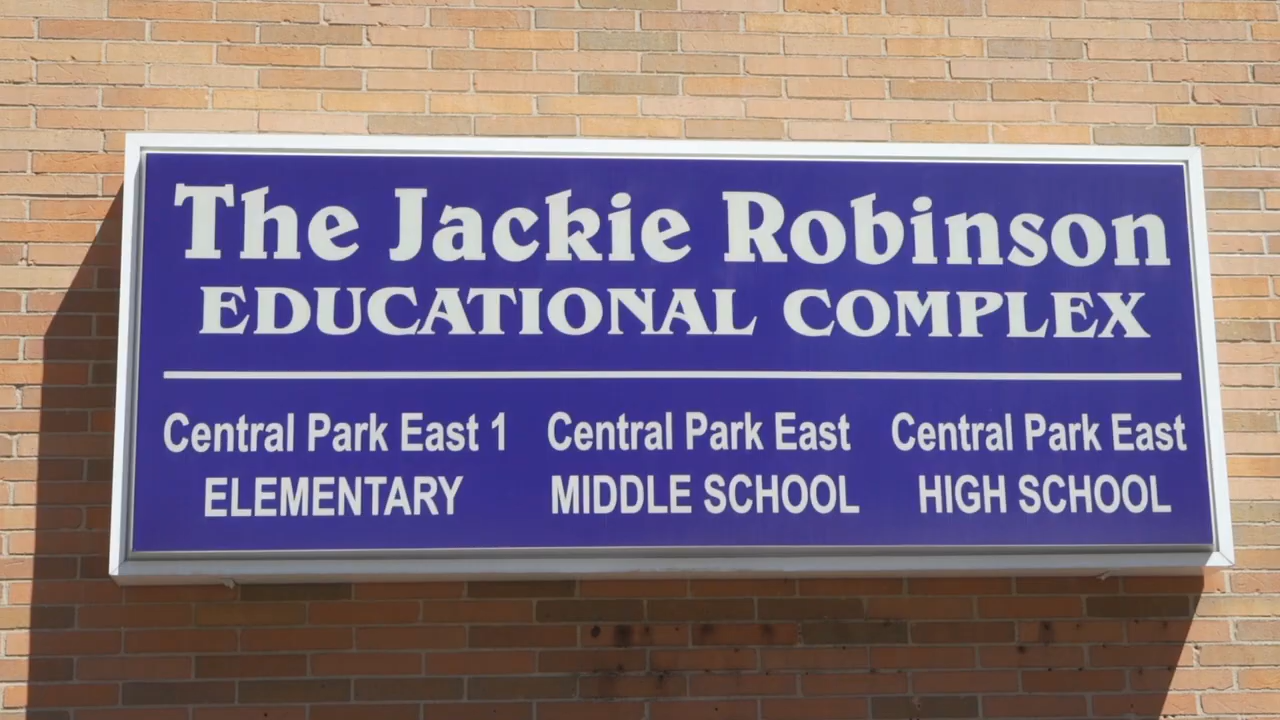 The Jackie Robinson
EDUCATIONAL COMPLEX
Central Park East 1
ELEMENTARY
Central Park East
MIDDLE SCHOOL
Central Park East
HIGH SCHOOL